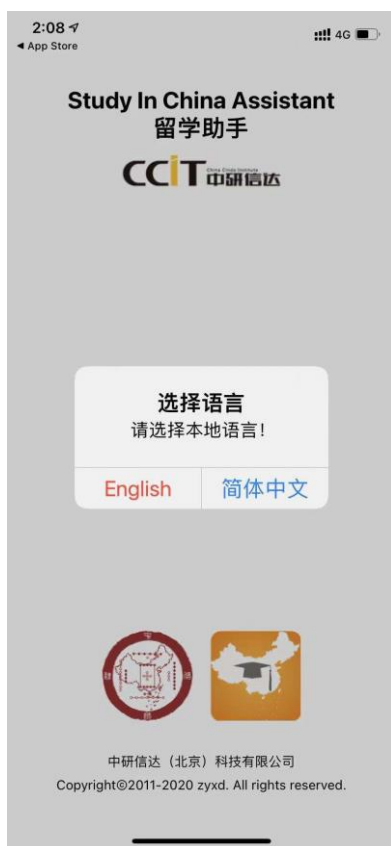 2:08
4G
◀ App Store
Study In China Assistant
留学助手
CCIT 中研信达
选择语言
请选择本地语言！
English 简体中文
中研信达（北京）科技有限公司
Copyright©2011-2020 zyxd. All rights reserved.